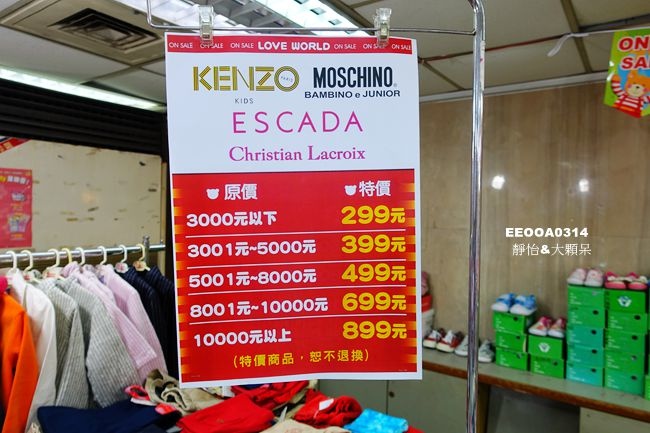 ON SALE ON SALE ON SALE LOVE WORLD ON SALE ON SALE ON SALE
KENZO PARIS MOSCHINO®
KIDS BAMBINO e JUNIOR
ESCADA
Christian Lacroix
原價 特價
3000元以下 299元
3001元~5000元 399元
5001元~8000元 499元
8001元~10000元 699元
10000元以上 899元
(特價商品，恕不退換)
EEOOA0314
靜怡&大顆呆
ON
SA